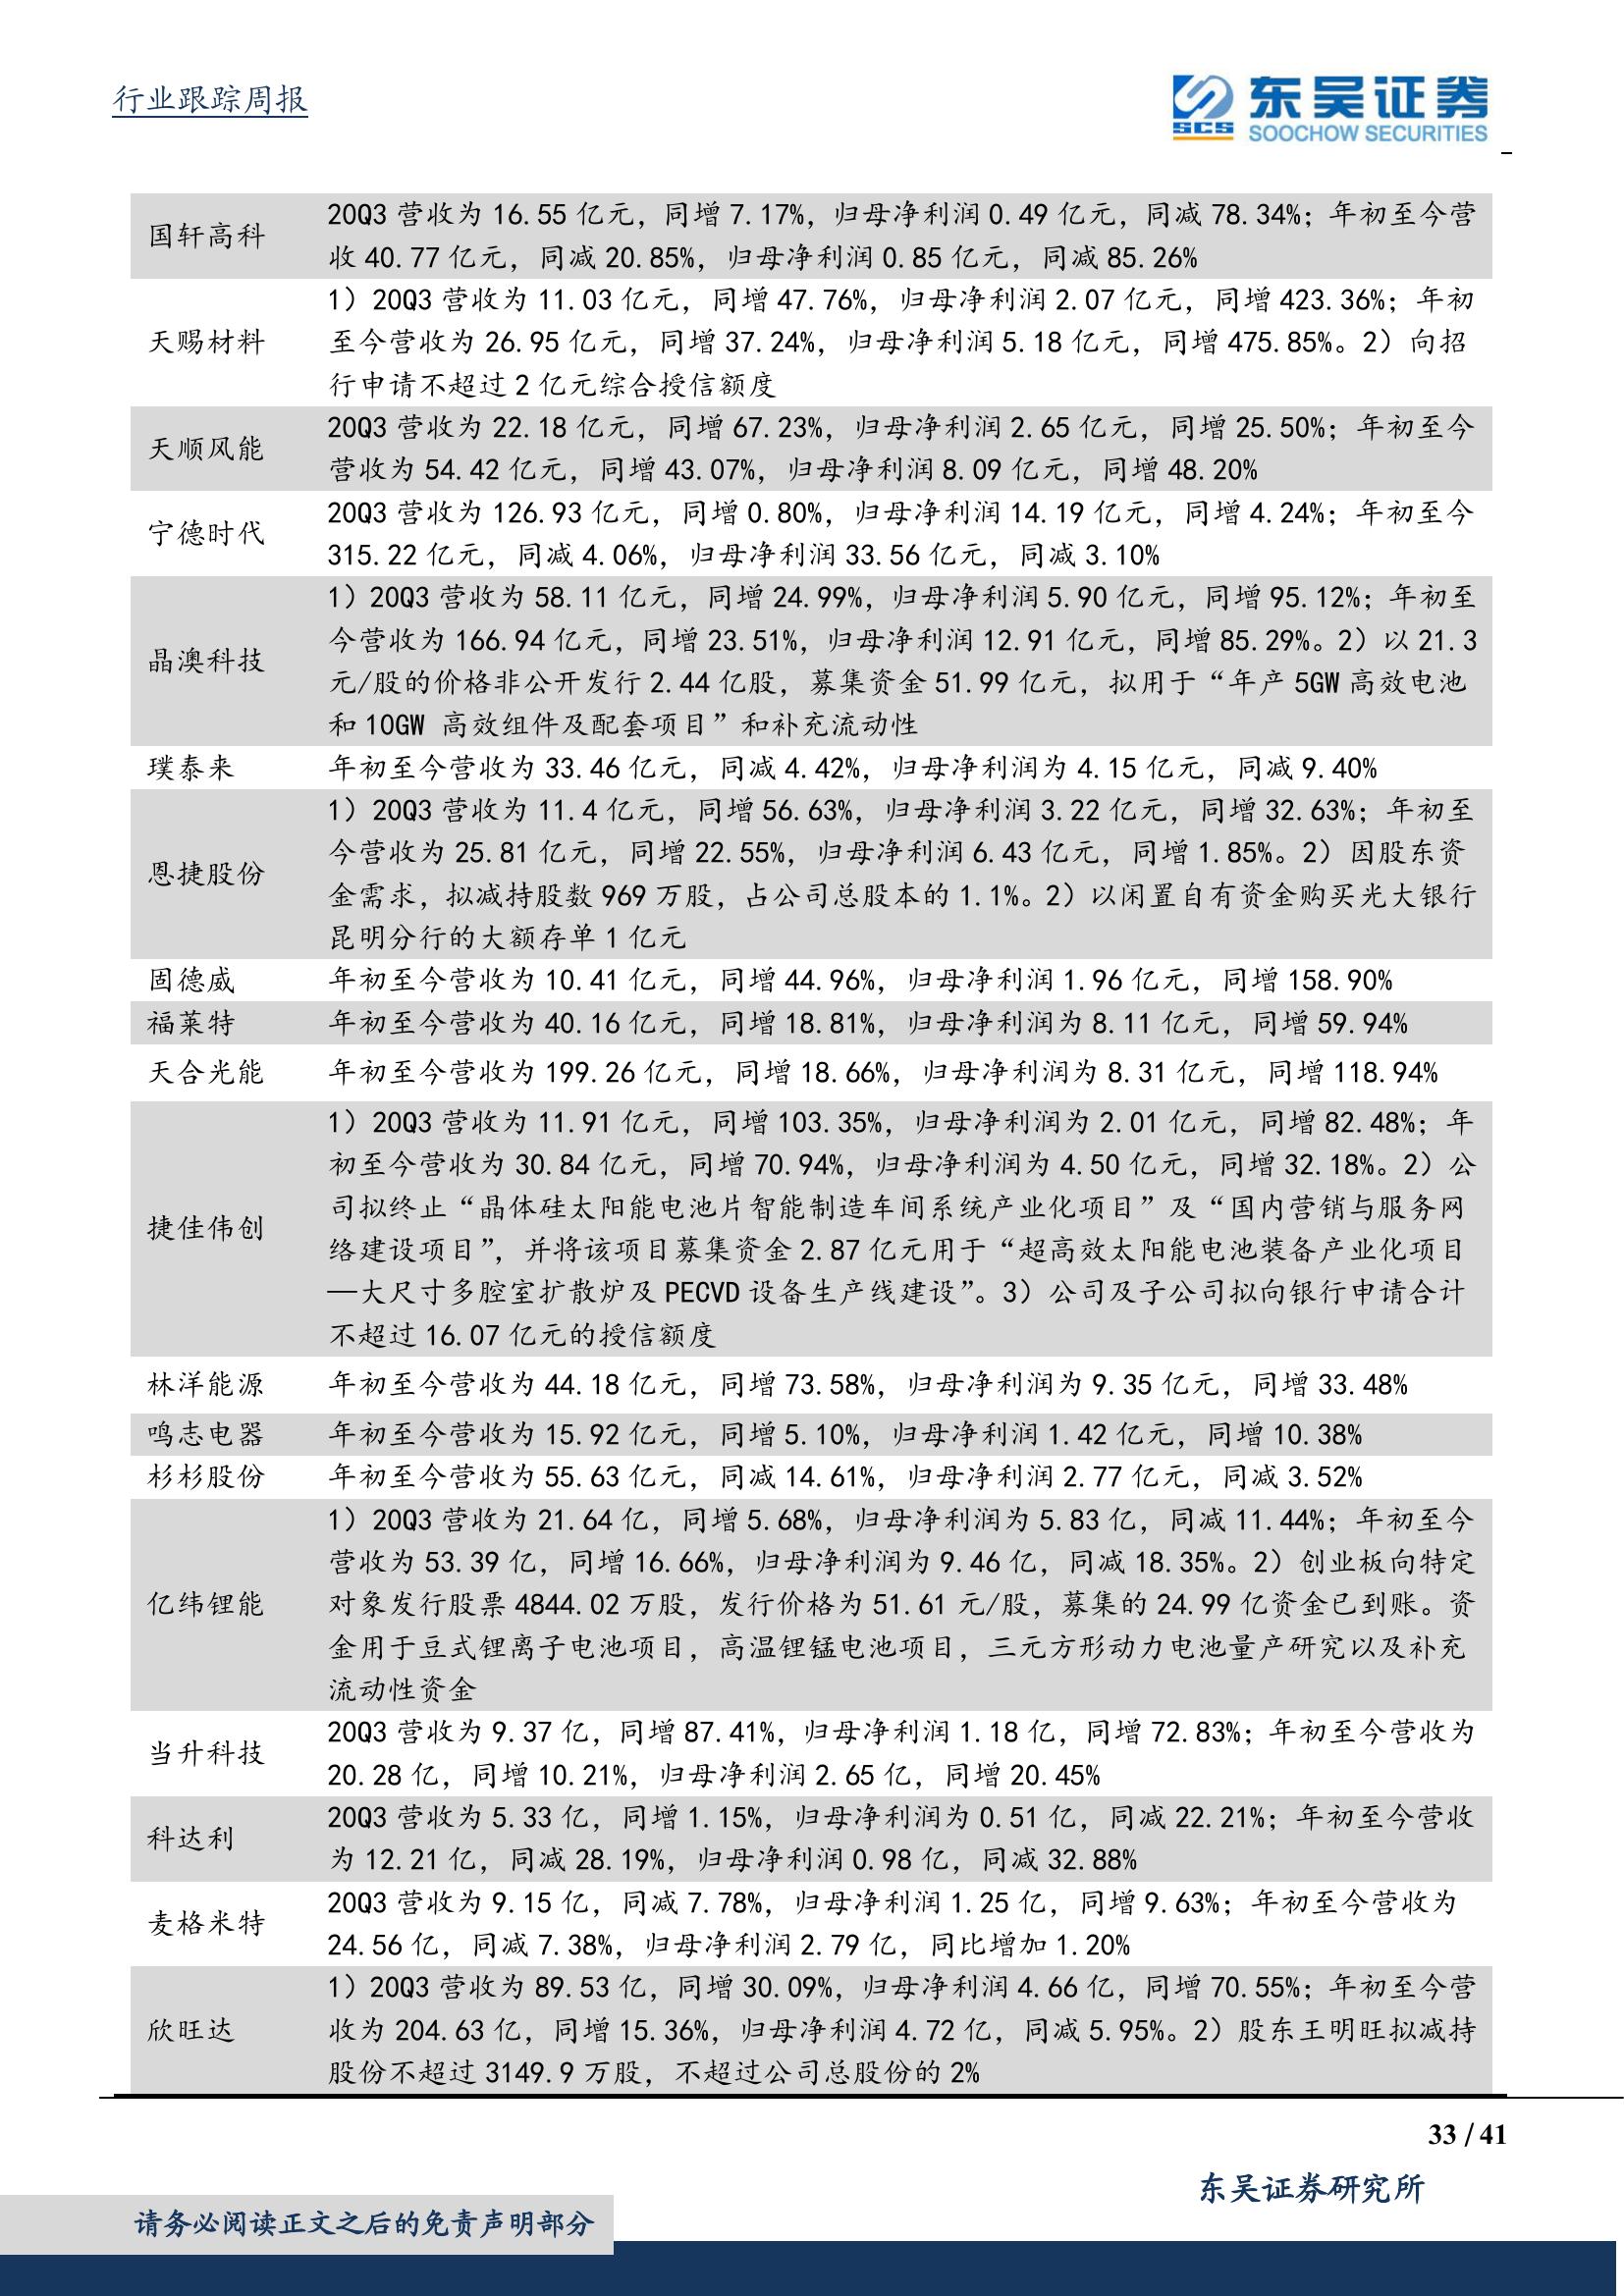 行业跟踪周报
东吴证券
SCS
SOOCHOW SECURITIES
国轩高科
20Q3 营收为 16.55 亿元，同增 7.17%，归母净利润 0.49 亿元，同减 78.34%；年初至今营
收 40.77 亿元，同减 20.85%，归母净利润 0.85 亿元，同减 85.26%
天赐材料
1）20Q3 营收为 11.03 亿元，同增 47.76%，归母净利润 2.07 亿元，同增 423.36%；年初
至今营收为 26.95 亿元，同增 37.24%，归母净利润 5.18 亿元，同增 475.85%。2）向招
行申请不超过 2 亿元综合授信额度
天顺风能
20Q3 营收为 22.18 亿元，同增 67.23%，归母净利润 2.65 亿元，同增 25.50%；年初至今
营收为 54.42 亿元，同增 43.07%，归母净利润 8.09 亿元，同增 48.20%
宁德时代
20Q3 营收为 126.93 亿元，同增 0.80%，归母净利润 14.19 亿元，同增 4.24%；年初至今
315.22 亿元，同减 4.06%，归母净利润 33.56 亿元，同减 3.10%
晶澳科技
1）20Q3 营收为 58.11 亿元，同增 24.99%，归母净利润 5.90 亿元，同增 95.12%；年初至
今营收为 166.94 亿元，同增 23.51%，归母净利润 12.91 亿元，同增 85.29%。2）以 21.3
元/股的价格非公开发行 2.44 亿股，募集资金 51.99 亿元，拟用于“年产 5GW 高效电池
和 10GW 高效组件及配套项目”和补充流动性
璞泰来
年初至今营收为 33.46 亿元，同减 4.42%，归母净利润为 4.15 亿元，同减 9.40%
恩捷股份
1）20Q3 营收为 11.4 亿元，同增 56.63%，归母净利润 3.22 亿元，同增 32.63%；年初至
今营收为 25.81 亿元，同增 22.55%，归母净利润 6.43 亿元，同增 1.85%。2）因股东资
金需求，拟减持股数 969 万股，占公司总股本的 1.1%。2）以闲置自有资金购买光大银行
昆明分行的大额存单 1 亿元
固德威
年初至今营收为 10.41 亿元，同增 44.96%，归母净利润 1.96 亿元，同增 158.90%
福莱特
年初至今营收为 40.16 亿元，同增 18.81%，归母净利润为 8.11 亿元，同增 59.94%
天合光能
年初至今营收为 199.26 亿元，同增 18.66%，归母净利润为 8.31 亿元，同增 118.94%
捷佳伟创
1）20Q3 营收为 11.91 亿元，同增 103.35%，归母净利润为 2.01 亿元，同增 82.48%；年
初至今营收为 30.84 亿元，同增 70.94%，归母净利润为 4.50 亿元，同增 32.18%。2）公
司拟终止“晶体硅太阳能电池片智能制造车间系统产业化项目”及“国内营销与服务网
络建设项目”，并将该项目募集资金 2.87 亿元用于“超高效太阳能电池装备产业化项目
—大尺寸多腔室扩散炉及 PECVD 设备生产线建设”。3）公司及子公司拟向银行申请合计
不超过 16.07 亿元的授信额度
林洋能源
年初至今营收为 44.18 亿元，同增 73.58%，归母净利润为 9.35 亿元，同增 33.48%
鸣志电器
年初至今营收为 15.92 亿元，同增 5.10%，归母净利润 1.42 亿元，同增 10.38%
杉杉股份
年初至今营收为 55.63 亿元，同减 14.61%，归母净利润 2.77 亿元，同减 3.52%
亿纬锂能
1）20Q3 营收为 21.64 亿，同增 5.68%，归母净利润为 5.83 亿，同减 11.44%；年初至今
营收为 53.39 亿，同增 16.66%，归母净利润为 9.46 亿，同减 18.35%。2）创业板向特定
对象发行股票 4844.02 万股，发行价格为 51.61 元/股，募集的 24.99 亿资金已到账。资
金用于豆式锂离子电池项目，高温锂锰电池项目，三元方形动力电池量产研究以及补充
流动性资金
当升科技
20Q3 营收为 9.37 亿，同增 87.41%，归母净利润 1.18 亿，同增 72.83%；年初至今营收为
20.28 亿，同增 10.21%，归母净利润 2.65 亿，同增 20.45%
科达利
20Q3 营收为 5.33 亿，同增 1.15%，归母净利润为 0.51 亿，同减 22.21%；年初至今营收
为 12.21 亿，同减 28.19%，归母净利润 0.98 亿，同减 32.88%
麦格米特
20Q3 营收为 9.15 亿，同减 7.78%，归母净利润 1.25 亿，同增 9.63%；年初至今营收为
24.56 亿，同减 7.38%，归母净利润 2.79 亿，同比增加 1.20%
欣旺达
1）20Q3 营收为 89.53 亿，同增 30.09%，归母净利润 4.66 亿，同增 70.55%；年初至今营
收为 204.63 亿，同增 15.36%，归母净利润 4.72 亿，同减 5.95%。2）股东王明旺拟减持
股份不超过 3149.9 万股，不超过公司总股份的 2%
33 / 41
东吴证券研究所
请务必阅读正文之后的免责声明部分